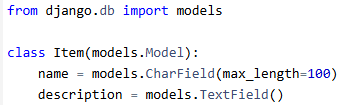 from django.db import models

class Item(models.Model):
    name = models.CharField(max_length=100)
    description = models.TextField()